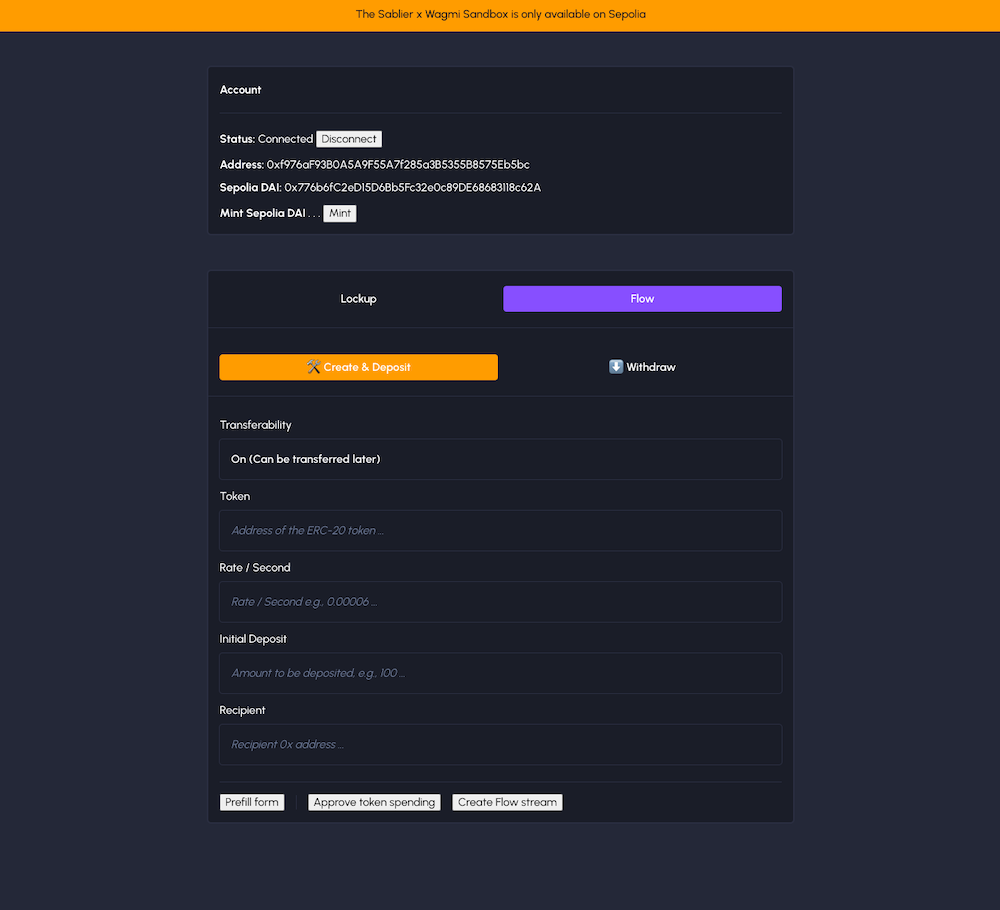 The Sablier x Wagmi Sandbox is only available on Sepolia
Account
Status: Connected Disconnect
Address: 0xf976aF93B0A5A9F55A7f285a3B5355B8575Eb5bc
Sepolia DAI: 0x776b6fC2eD15D6Bb5Fc32e0c89DE68683118c62A
Mint Sepolia DAI . . . Mint
Lockup Flow
🛠️ Create & Deposit ⬇️ Withdraw
Transferability
On (Can be transferred later)
Token
Address of the ERC-20 token ...
Rate / Second
Rate / Second e.g., 0.00006 ...
Initial Deposit
Amount to be deposited, e.g., 100 ...
Recipient
Recipient 0x address ...
Prefill form Approve token spending Create Flow stream